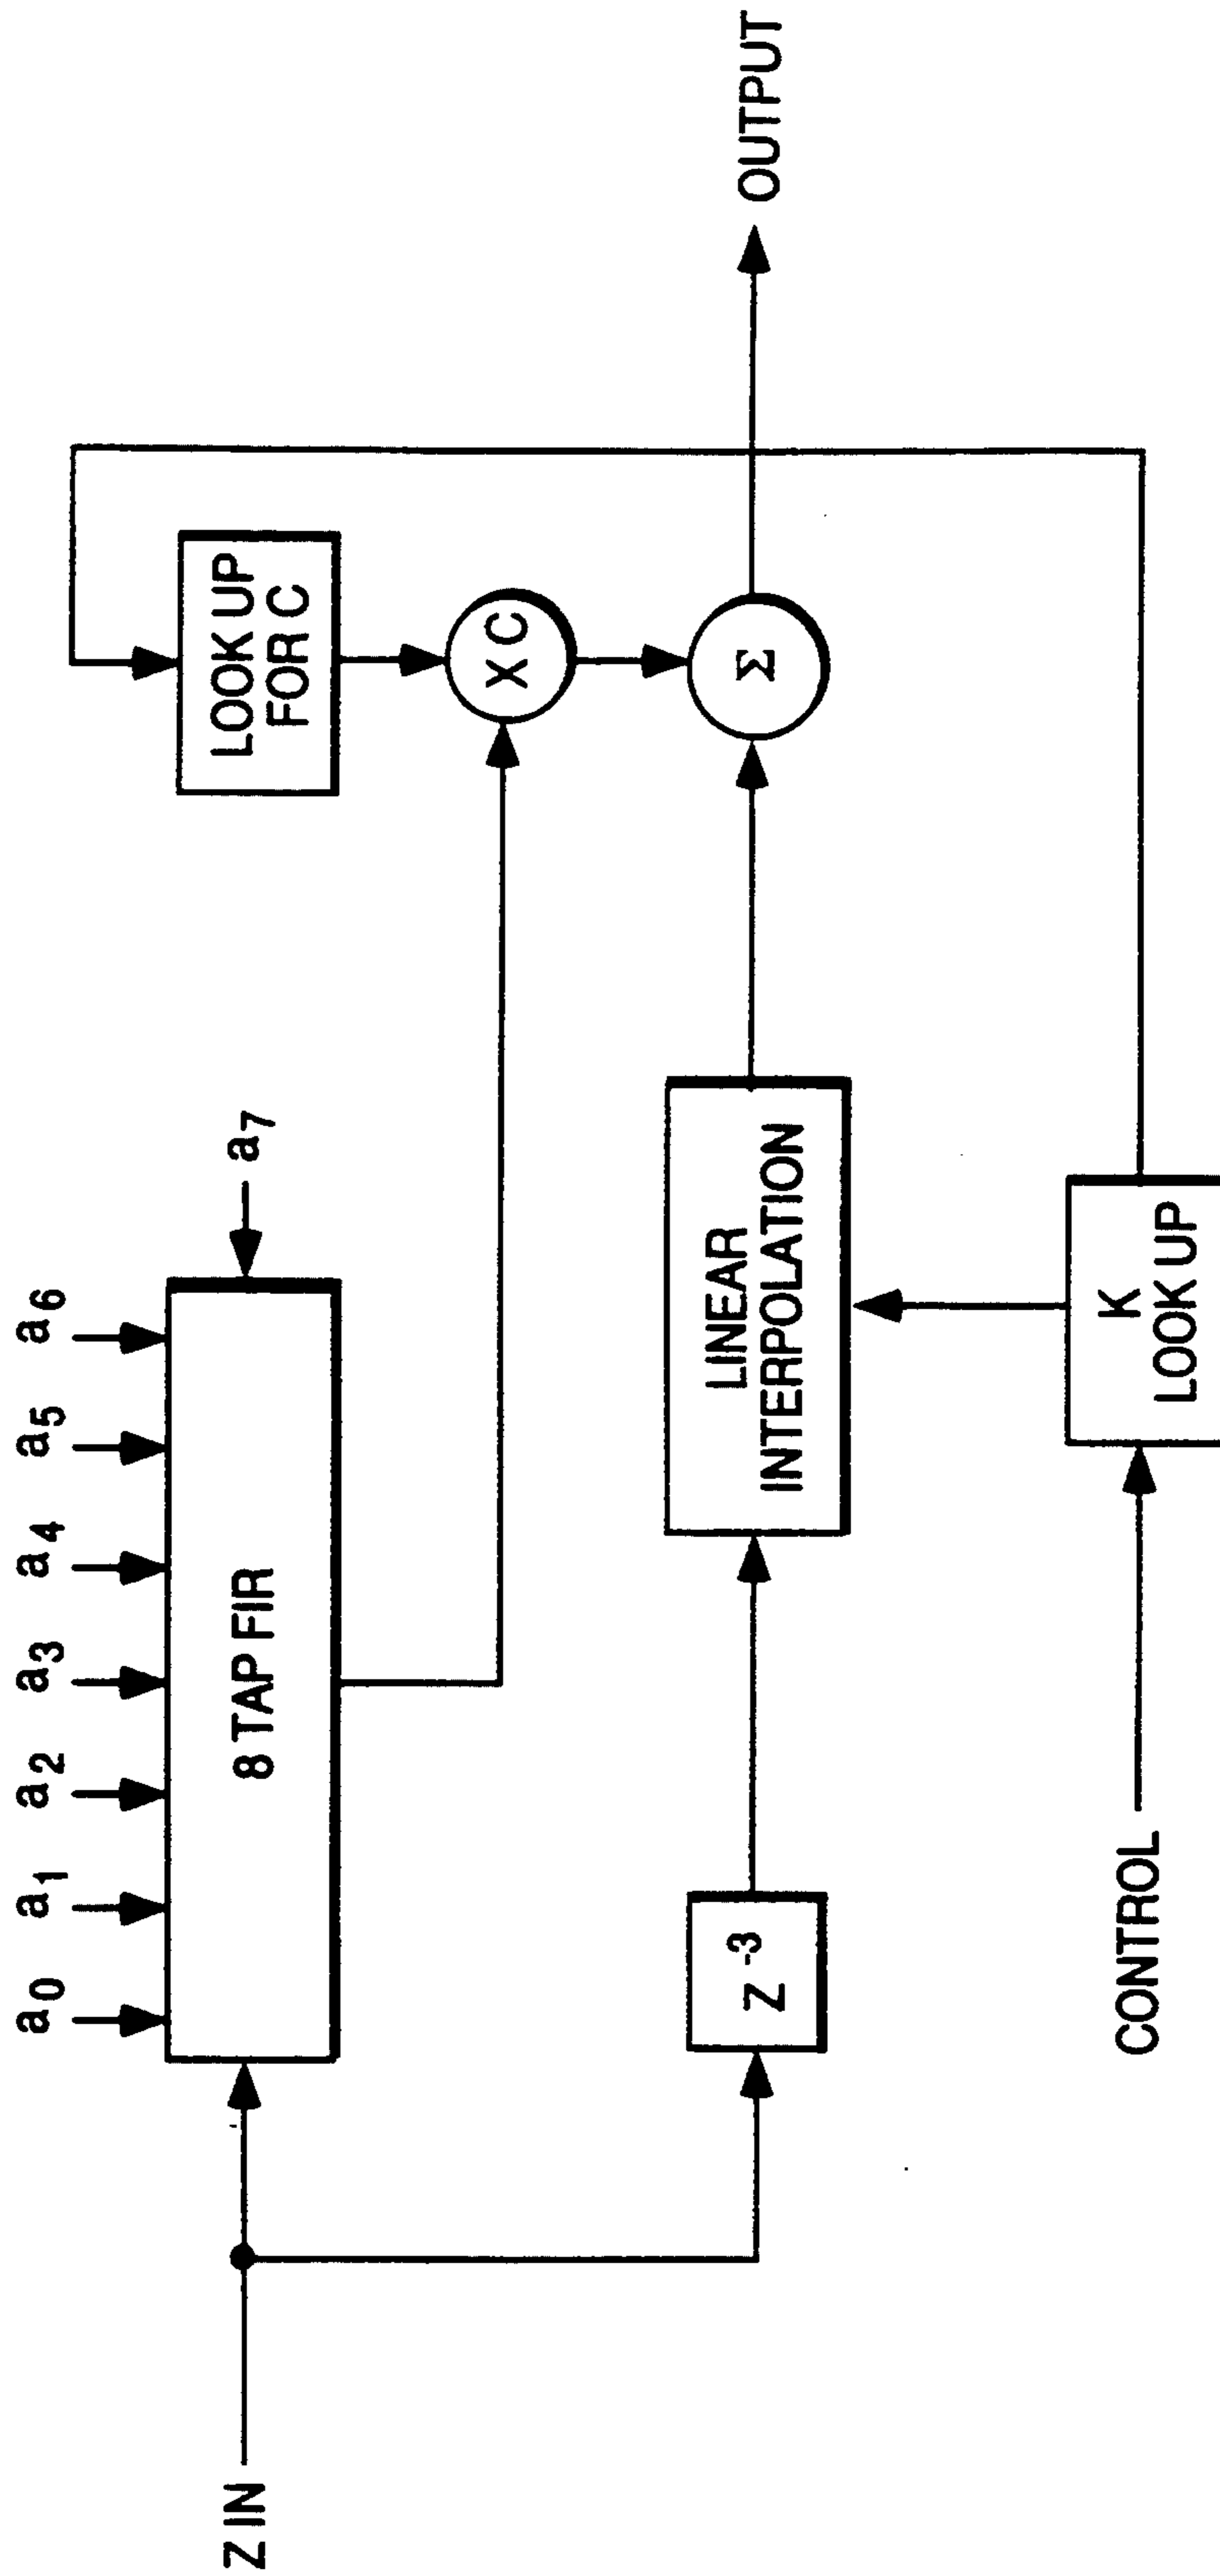 a0 a1 a2 a3 a4 a5 a6
Z IN
8 TAP FIR
a7
LOOK UP
FOR C
X C
Z -3
LINEAR
INTERPOLATION
Σ
OUTPUT
CONTROL
K
LOOK UP